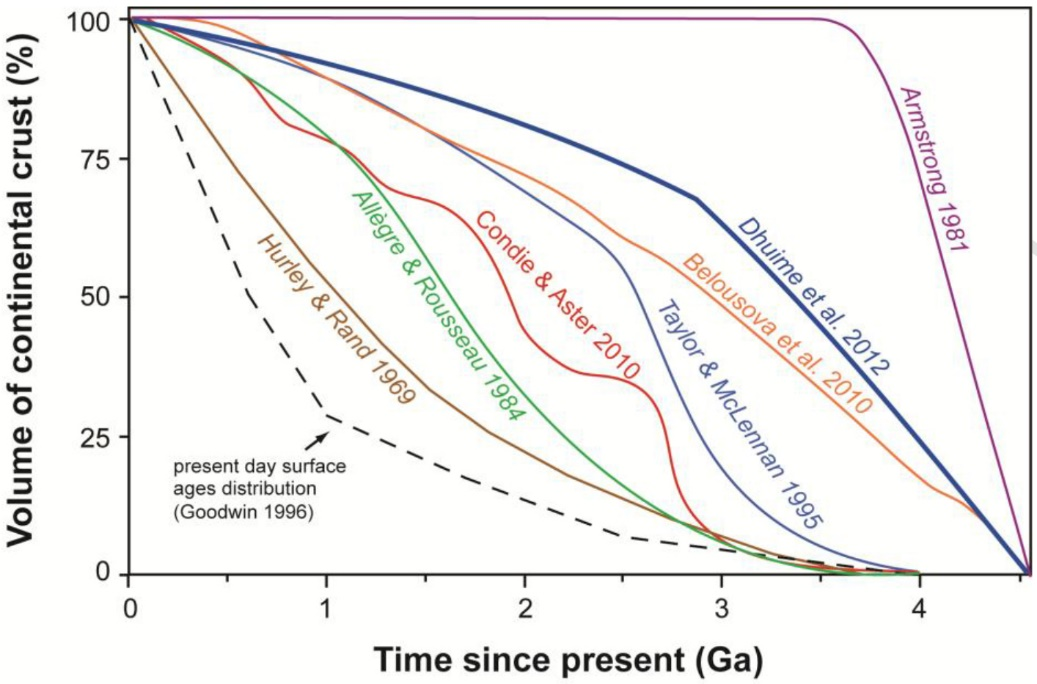 Volume of continental crust (%)
100
75
50
25
0
Armstrong 1981
Dhuime et al. 2012
Belousova et al. 2010
Taylor & McLennan 1995
Condie & Aster 2010
Allègre & Rousseau 1984
Hurley & Rand 1969
present day surface
ages distribution
(Goodwin 1996)
0
1
2
3
4
Time since present (Ga)